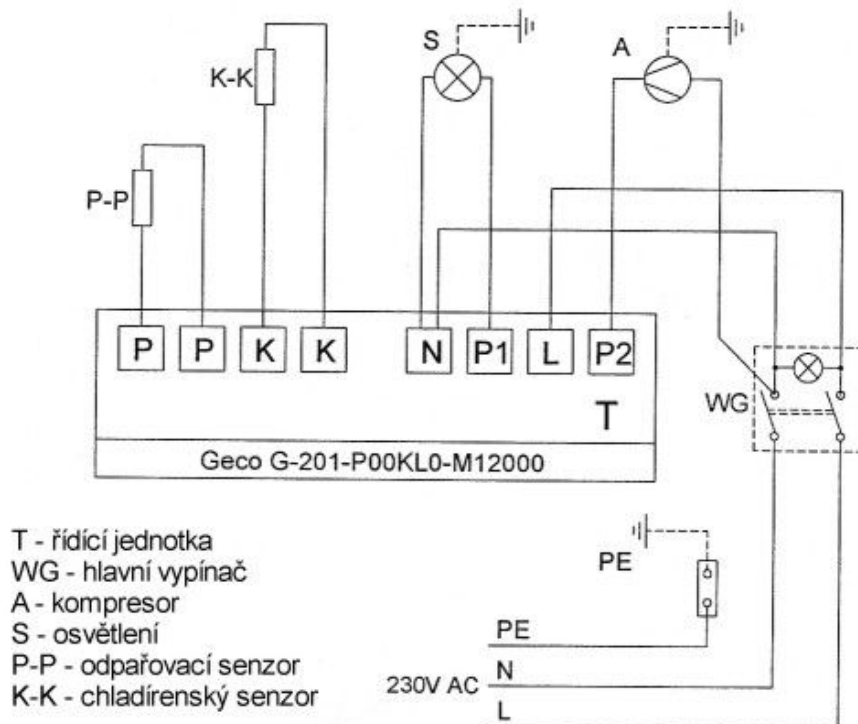 S
A
K-K
P-P
P P K K N P1 L P2
T
WG
Geco G-201-P00KL0-M12000
T - řídící jednotka
WG - hlavní vypínač
A - kompresor
S - osvětlení
P-P - odpařovací senzor
K-K - chladírenský senzor
PE
PE
230V AC
N
L